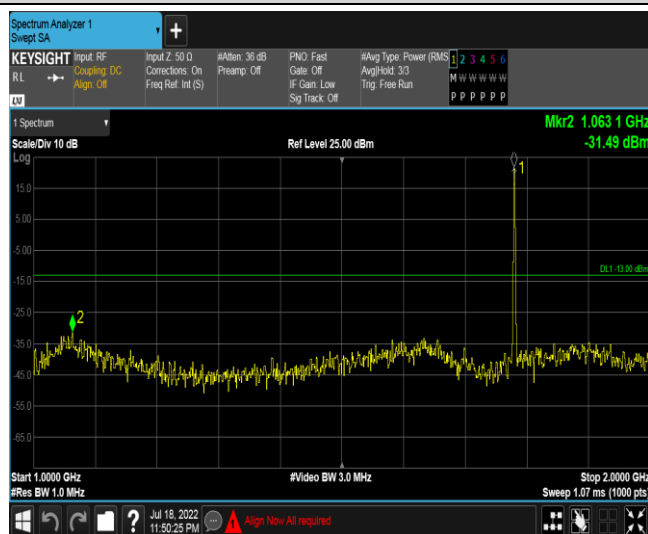 Spectrum Analyzer 1
Swept SA
+
KEYSIGHT
RL
LXI
Input: RF
Coupling: DC
Align: Off
Input Z: 50 Ω
Corrections: On
Freq Ref: Int (S)
#Atten: 36 dB
Preamp: Off
PNO: Fast
Gate: Off
IF Gain: Low
Sig Track: Off
#Avg Type: Power (RMS
Avg|Hold: 3/3
Trig: Free Run
1 2 3 4 5 6
M W W W W W
P P P P P P
1 Spectrum
Mkr2 1.063 1 GHz
-31.49 dBm
Scale/Div 10 dB
Ref Level 25.00 dBm
Log
1
15.0
5.00
-5.00
DL1 -13.00 dBm
-15.0
-25.0
2
-35.0
-45.0
-55.0
-65.0
Start 1.0000 GHz
#Video BW 3.0 MHz
Stop 2.0000 GHz
#Res BW 1.0 MHz
Sweep 1.07 ms (1000 pts)
?
Jul 18, 2022
11:50:25 PM
1
Align Now All required